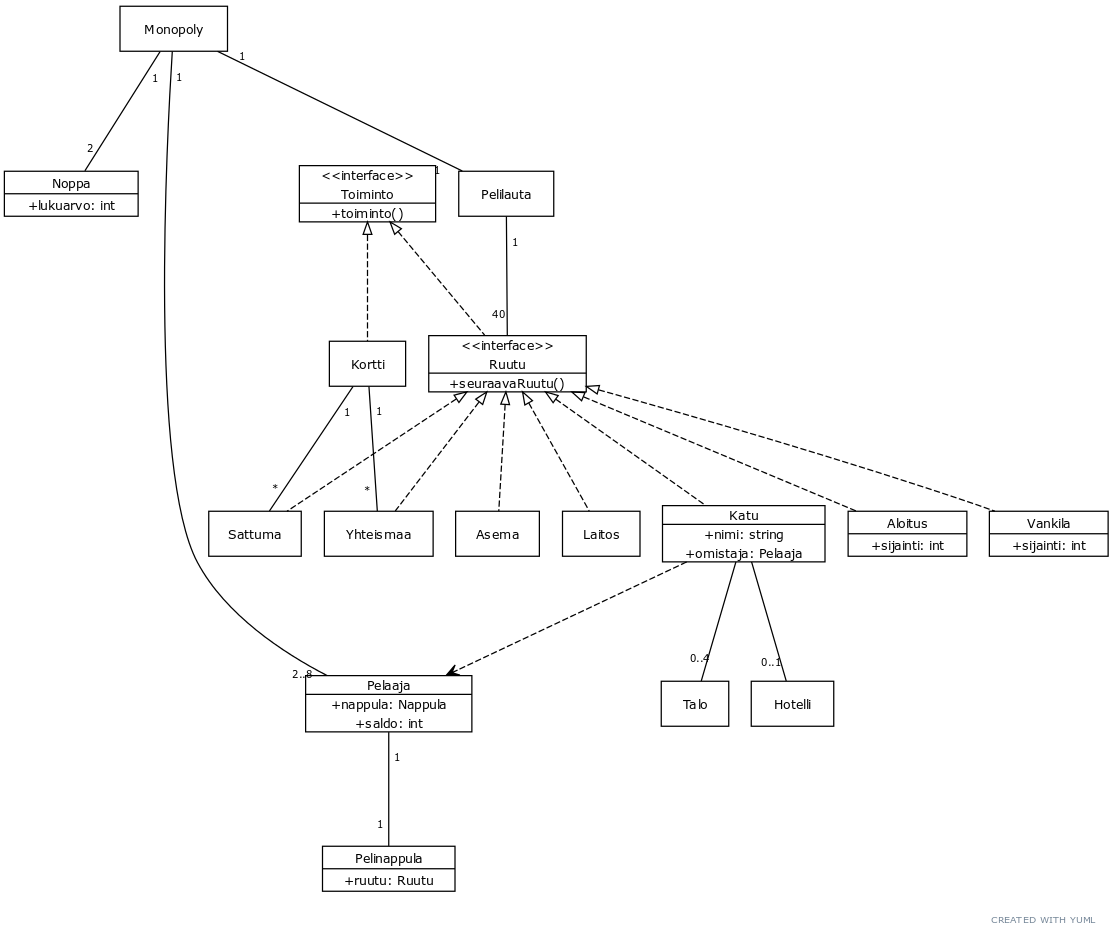 Monopoly
1
1
1
2
1
Noppa
+lukuarvo: int
<<interface>>
Toiminto
+toiminto()
Pelilauta
1
40
Kortti
<<interface>>
Ruutu
+seuraavaRuutu()
1
1
*
*
Sattuma
Yhteismaa
Asema
Laitos
Katu
+nimi: string
+omistaja: Pelaaja
Aloitus
+sijainti: int
Vankila
+sijainti: int
2..8
0..4
0..1
Pelaaja
+nappula: Nappula
+saldo: int
Talo
Hotelli
1
1
Pelinappula
+ruutu: Ruutu
CREATED WITH YUML